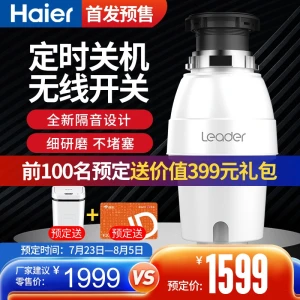 Haier 首发预售
定时关机
无线开关
全新隔音设计
细研磨 不堵塞
Leader
前100名预定送价值399元礼包
预定送
预定送
预定时间：7月23日—8月5日
厂家建议
零售价：
¥1999
VS
预定价：
¥1599